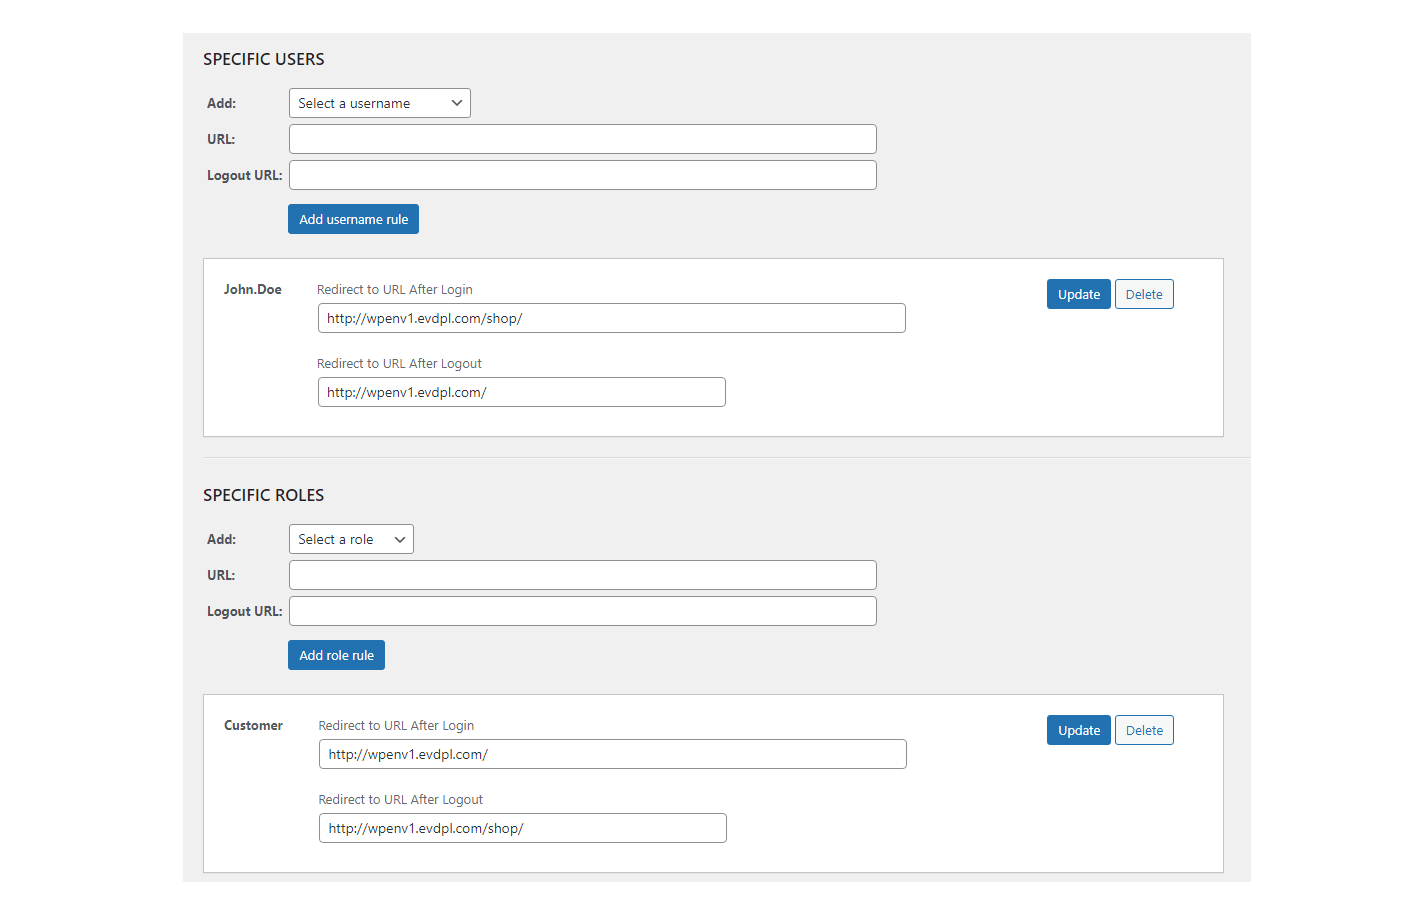 SPECIFIC USERS
Add: Select a username
URL:
Logout URL:
Add username rule
John.Doe Redirect to URL After Login Update Delete
http://wpenv1.evdpl.com/shop/
Redirect to URL After Logout
http://wpenv1.evdpl.com/
SPECIFIC ROLES
Add: Select a role
URL:
Logout URL:
Add role rule
Customer Redirect to URL After Login Update Delete
http://wpenv1.evdpl.com/
Redirect to URL After Logout
http://wpenv1.evdpl.com/shop/